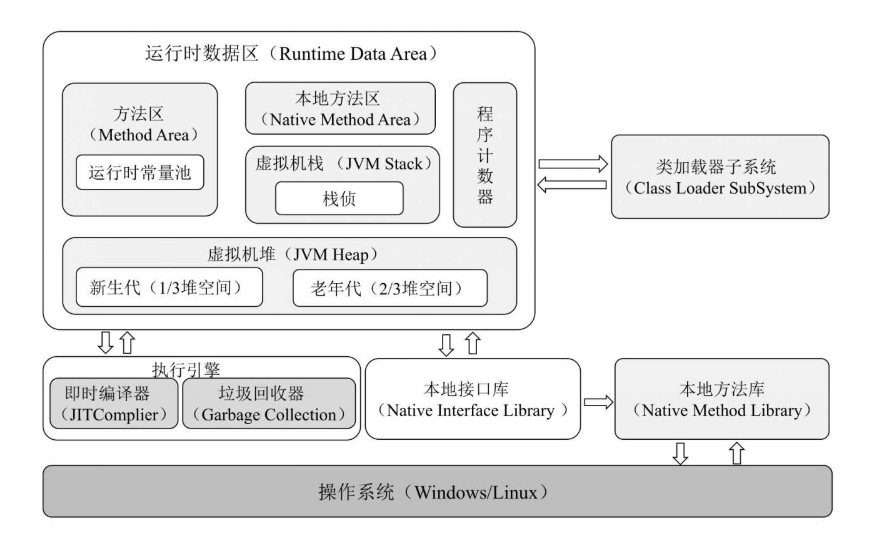 运行时数据区（Runtime Data Area）
方法区
（Method Area）
运行时常量池
本地方法区
（Native Method Area）
虚拟机栈 （JVM Stack）
栈侦
程
序
计
数
器
虚拟机堆（JVM Heap）
新生代（1/3堆空间）
老年代（2/3堆空间）
类加载器子系统
（Class Loader SubSystem）
执行引擎
即时编译器
（JITComplier）
垃圾回收器
（Garbage Collection）
本地接口库
（Native Interface Library ）
本地方法库
（Native Method Library）
操作系统（Windows/Linux）